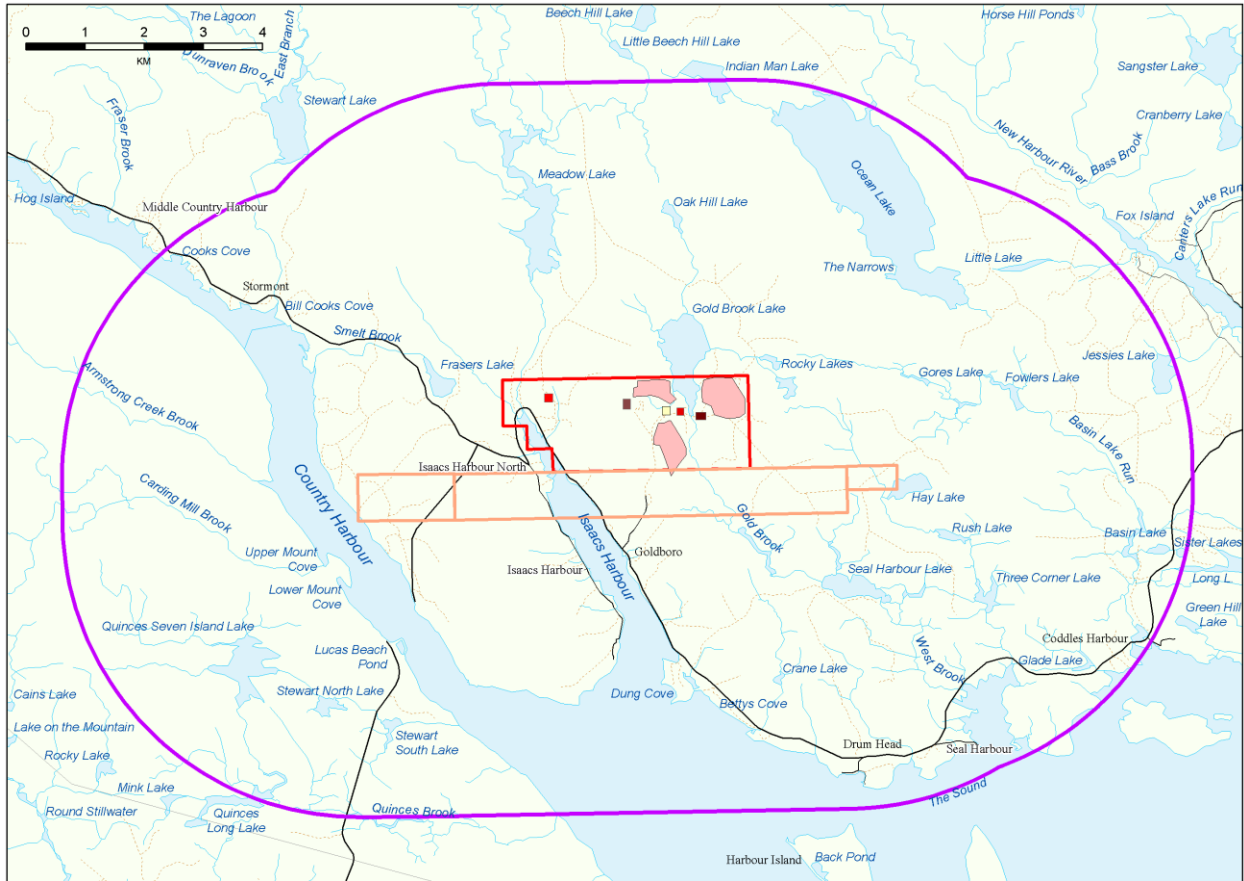 The Lagoon
Beech Hill Lake
Horse Hill Ponds
0 1 2 3 4
KM
East Branch
Dunraven Brook
Little Beech Hill Lake
Indian Man Lake
Sangster Lake
Stewart Lake
Fraser Brook
Cranberry Lake
New Harbour River
Bass Brook
Meadow Lake
Ocean Lake
Hog Island
Middle Country Harbour
Oak Hill Lake
Fox Island
Canters Lake Run
Cooks Cove
The Narrows
Little Lake
Stormont
Bill Cooks Cove
Gold Brook Lake
Smelt Brook
Frasers Lake
Rocky Lakes
Jessies Lake
Gores Lake
Fowlers Lake
Armstrong Creek Brook
Basin Lake Run
Isaacs Harbour North
Country Harbour
Carding Mill Brook
Hay Lake
Gold Brook
Rush Lake
Basin Lake
Sister Lakes
Upper Mount
Cove
Isaacs Harbour
Goldboro
Isaacs Harbour
Seal Harbour Lake
Three Corner Lake
Long L
Lower Mount
Cove
Green Hill
Lake
Quinces Seven Island Lake
Coddles Harbour
West Brook
Lucas Beach
Pond
Glade Lake
Crane Lake
Cains Lake
Stewart North Lake
Dung Cove
Bettys Cove
Lake on the Mountain
Stewart
South Lake
Drum Head
Seal Harbour
Rocky Lake
Mink Lake
The Sound
Round Stillwater
Quinces
Long Lake
Quinces Brook
Harbour Island
Back Pond